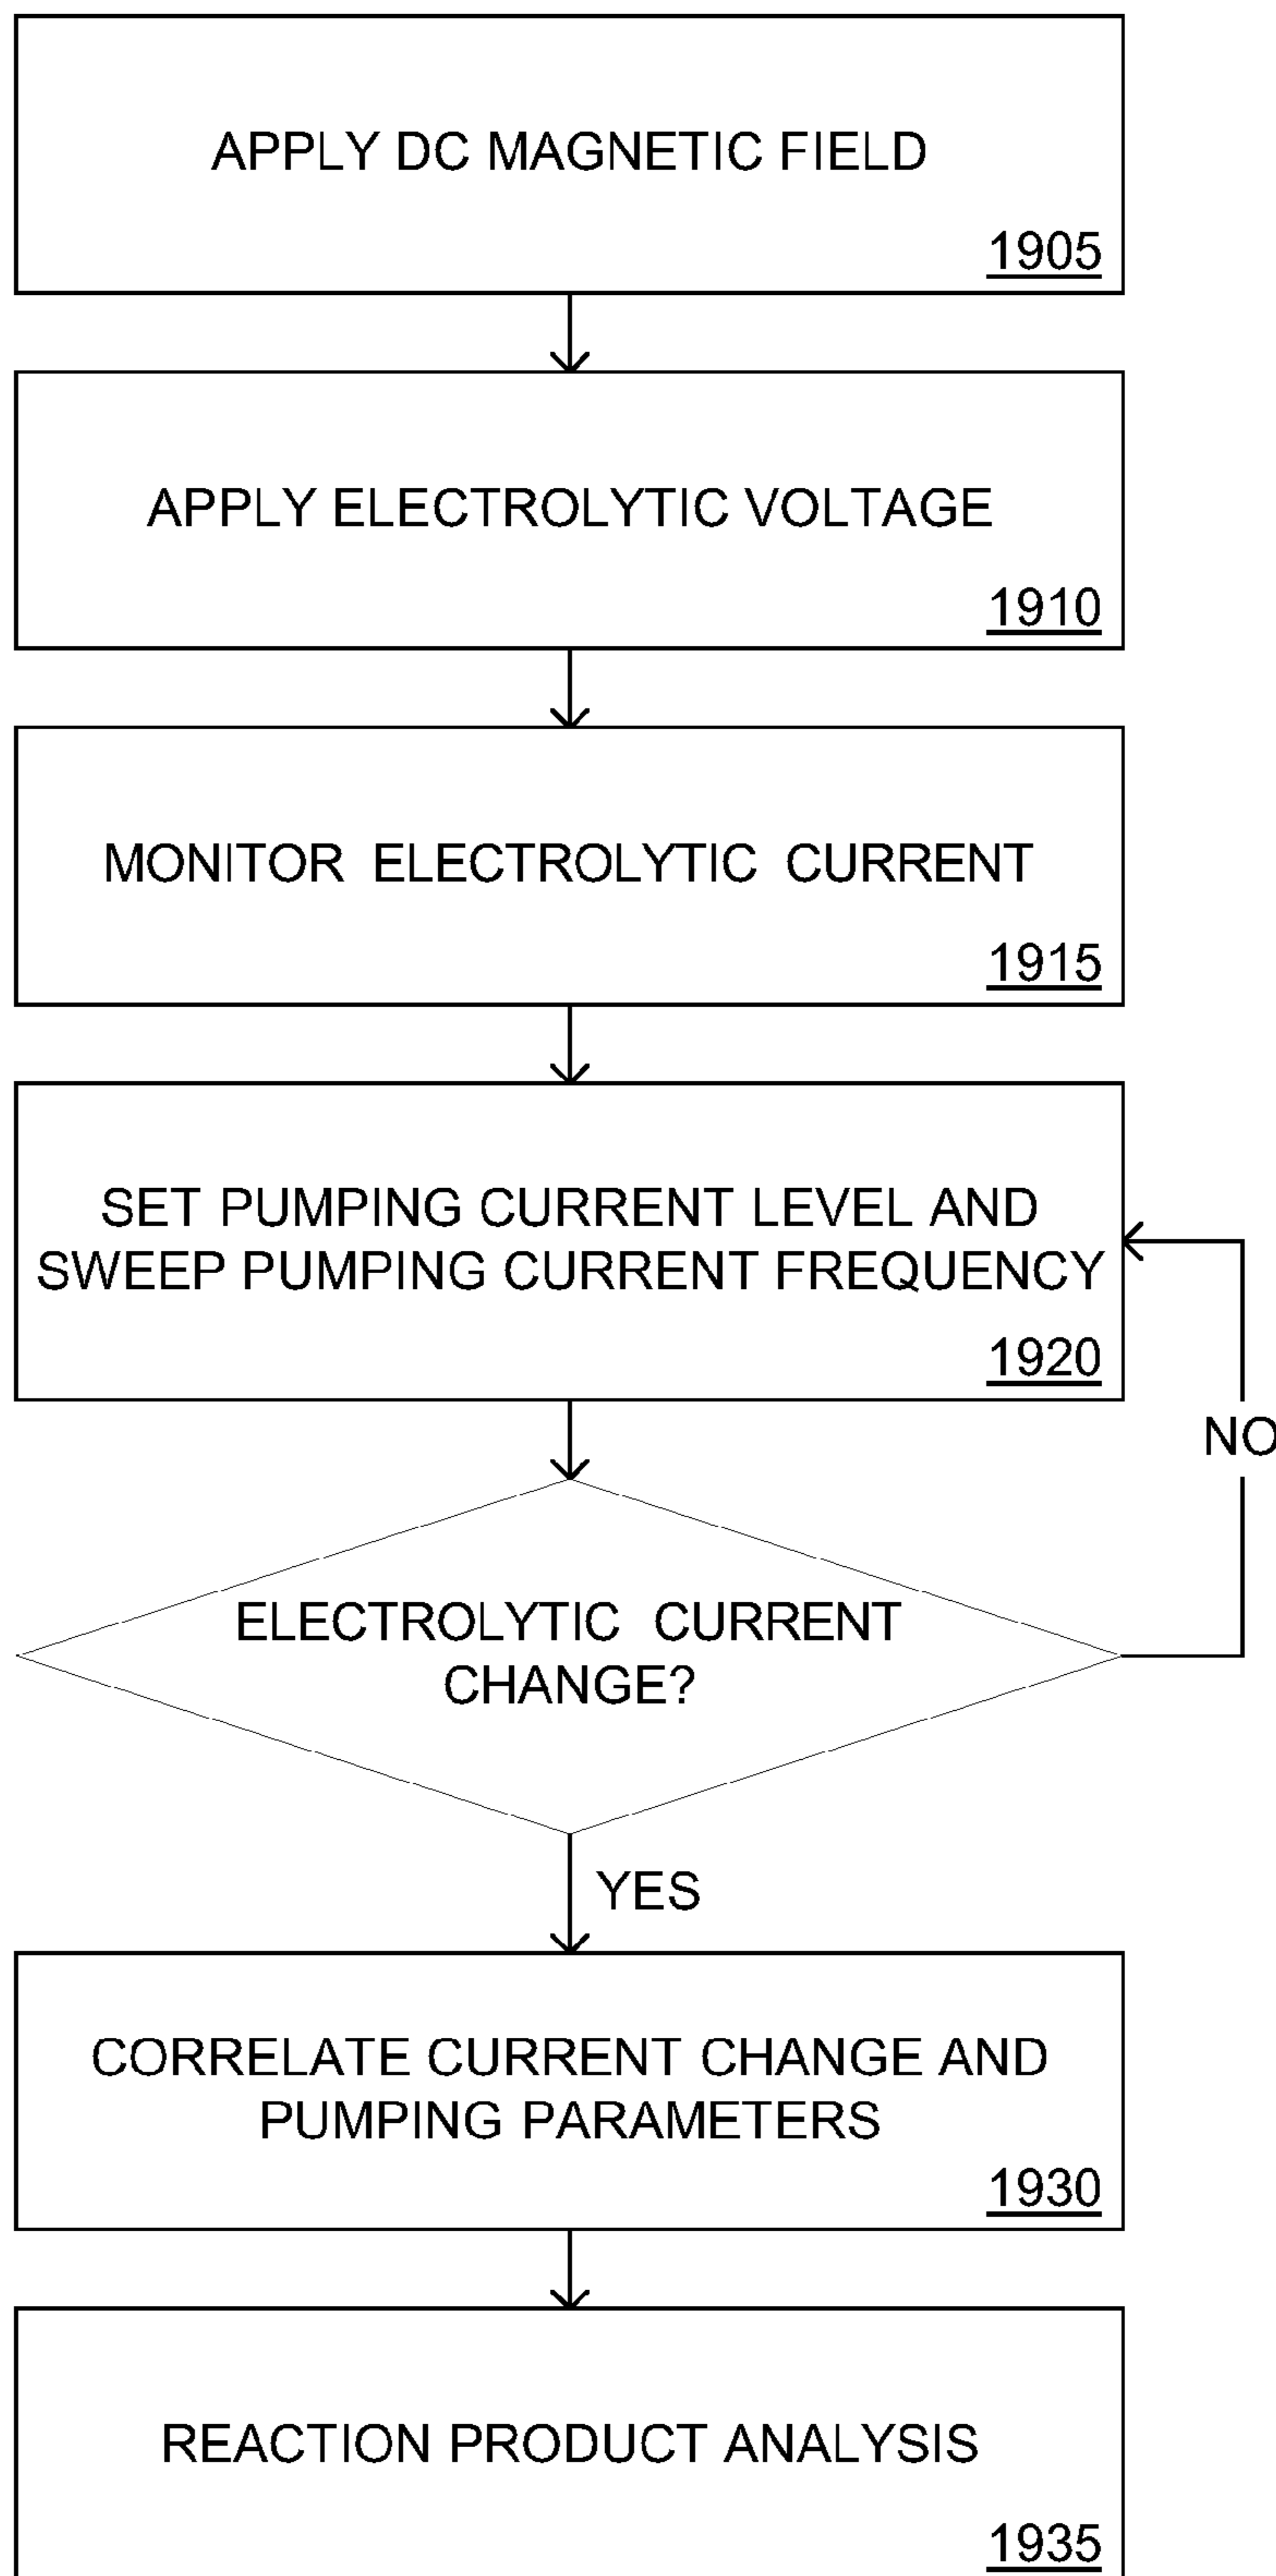 APPLY DC MAGNETIC FIELD
1905
APPLY ELECTROLYTIC VOLTAGE
1910
MONITOR ELECTROLYTIC CURRENT
1915
SET PUMPING CURRENT LEVEL AND
SWEEP PUMPING CURRENT FREQUENCY
1920
NO
ELECTROLYTIC CURRENT
CHANGE?
YES
CORRELATE CURRENT CHANGE AND
PUMPING PARAMETERS
1930
REACTION PRODUCT ANALYSIS
1935